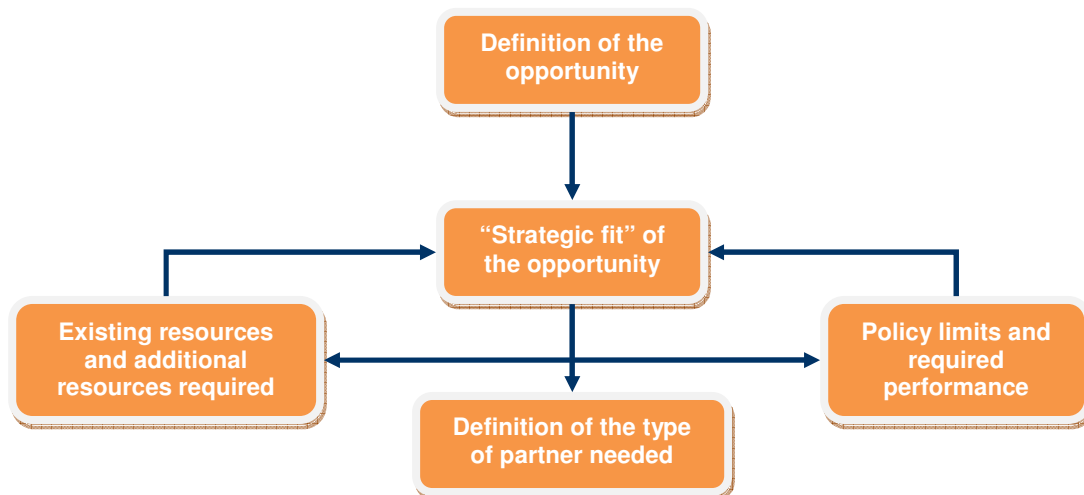 Definition of the
opportunity
“Strategic fit” of
the opportunity
Existing resources
and additional
resources required
Policy limits and
required
performance
Definition of the type
of partner needed